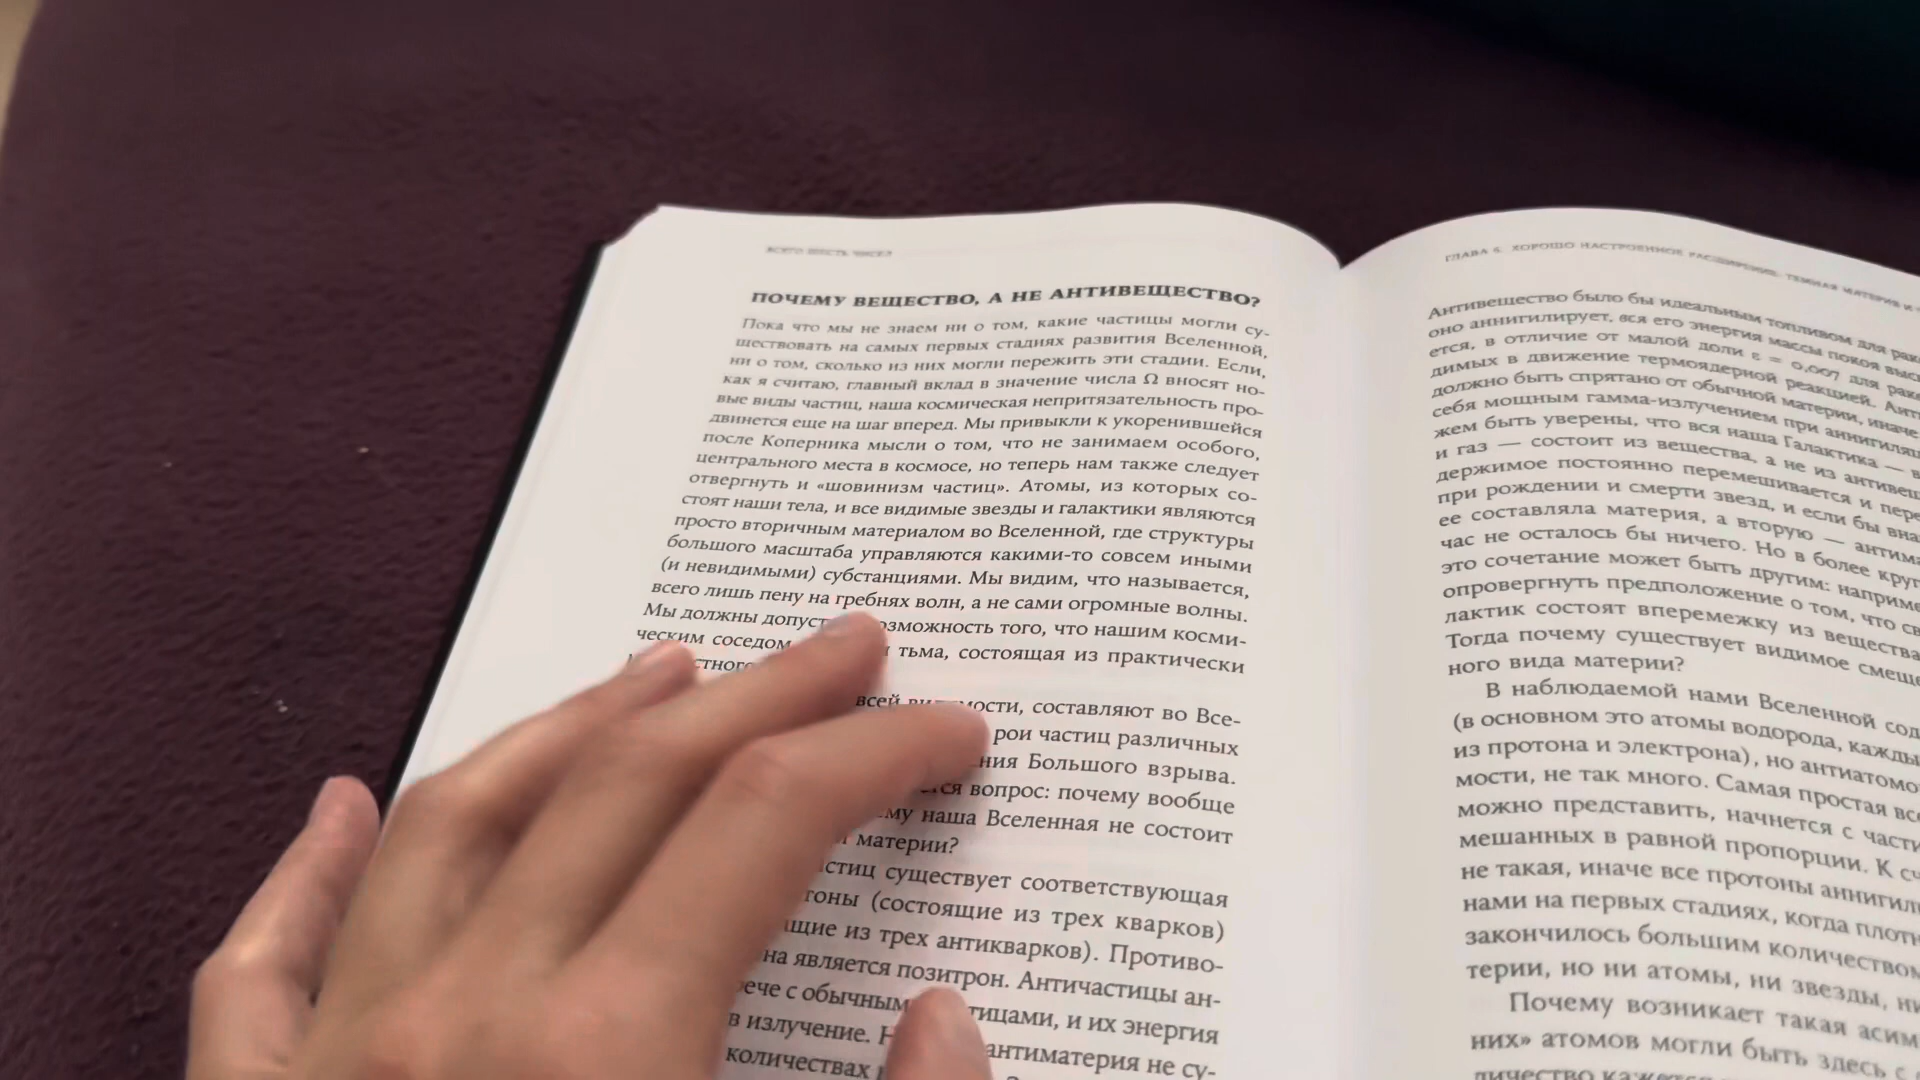 ВСЕГО ШЕСТЬ ЧИСЕЛ
ПОЧЕМУ ВЕЩЕСТВО, А НЕ АНТИВЕЩЕСТВО?
Пока что мы не знаем ни о том, какие частицы могли су-
ществовать на самых первых стадиях развития Вселенной,
ни о том, сколько из них могли пережить эти стадии. Если,
как я считаю, главный вклад в значение числа Ω вносят но-
вые виды частиц, наша космическая непритязательность про-
двинется еще на шаг вперед. Мы привыкли к укоренившейся
после Коперника мысли о том, что не занимаем особого,
центрального места в космосе, но теперь нам также следует
отвергнуть и «шовинизм частиц». Атомы, из которых со-
стоят наши тела, и все видимые звезды и галактики являются
просто вторичным материалом во Вселенной, где структуры
большого масштаба управляются какими-то совсем иными
(и невидимыми) субстанциями. Мы видим, что называется,
всего лишь пену на гребнях волн, а не сами огромные волны.
Мы должны возможность того, что нашим косми-
ческим соседом тьма, состоящая из практически
всей составляют во Все-
рои частиц различных
Большого взрыва.
вопрос: почему вообще
наша Вселенная не состоит
материи?
существует соответствующая
(состоящие из трех кварков)
из трех антикварков). Противо-
на является позитрон. Античастицы ан-
с обычным и их энергия
в излучение. антиматерия не су-
количествах
ГЛАВА 6. ХОРОШО НАСТРОЕННОЕ РАСШИРЕНИЕ: ТЕМНАЯ МАТЕРИЯ И
Антивещество было бы идеальным топливом для
оно аннигилирует, вся его энергия массы покоя
ется, в отличие от малой доли ε = 0,007 для
димых в движение термоядерной реакцией.
должно быть спрятано от обычной материи, иначе
себя мощным гамма-излучением при
жем быть уверены, что вся наша Галактика —
и газ — состоит из вещества, а не из
держимое постоянно перемешивается и
при рождении и смерти звезд, и если бы
ее составляла материя, а вторую —
час не осталось бы ничего. Но в более
это сочетание может быть другим:
опровергнуть предположение о том, что
лактик состоят вперемежку из вещества
Тогда почему существует видимое
ного вида материи?
В наблюдаемой нами Вселенной
(в основном это атомы водорода,
из протона и электрона), но
мости, не так много. Самая простая
можно представить, начнется с
мешанных в равной пропорции. К
не такая, иначе все протоны
нами на первых стадиях, когда
закончилось большим количеством
терии, но ни атомы, ни звезды,
Почему возникает такая
них» атомов могли быть здесь с
личество кажется